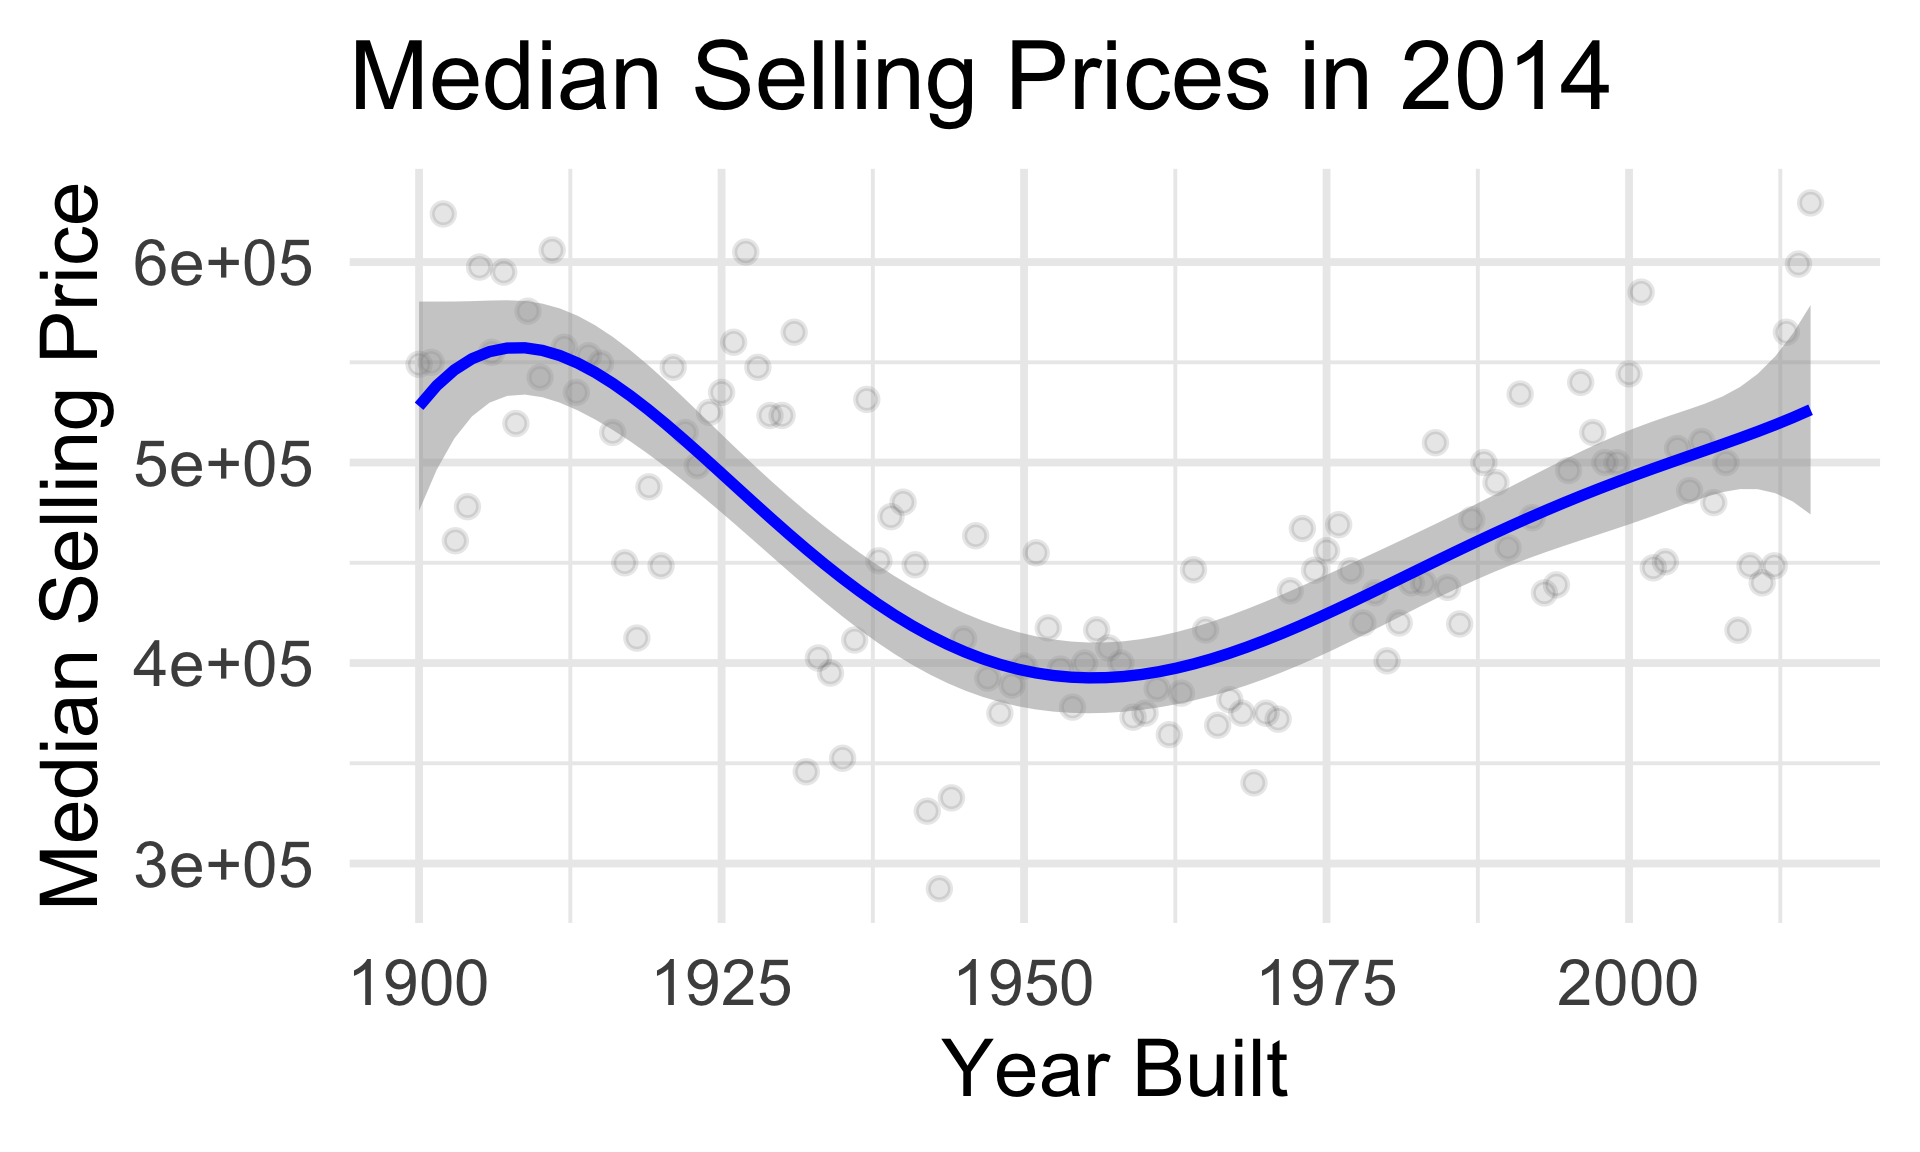 Median Selling Prices in 2014
Median Selling Price
6e+05
5e+05
4e+05
3e+05
1900 1925 1950 1975 2000
Year Built